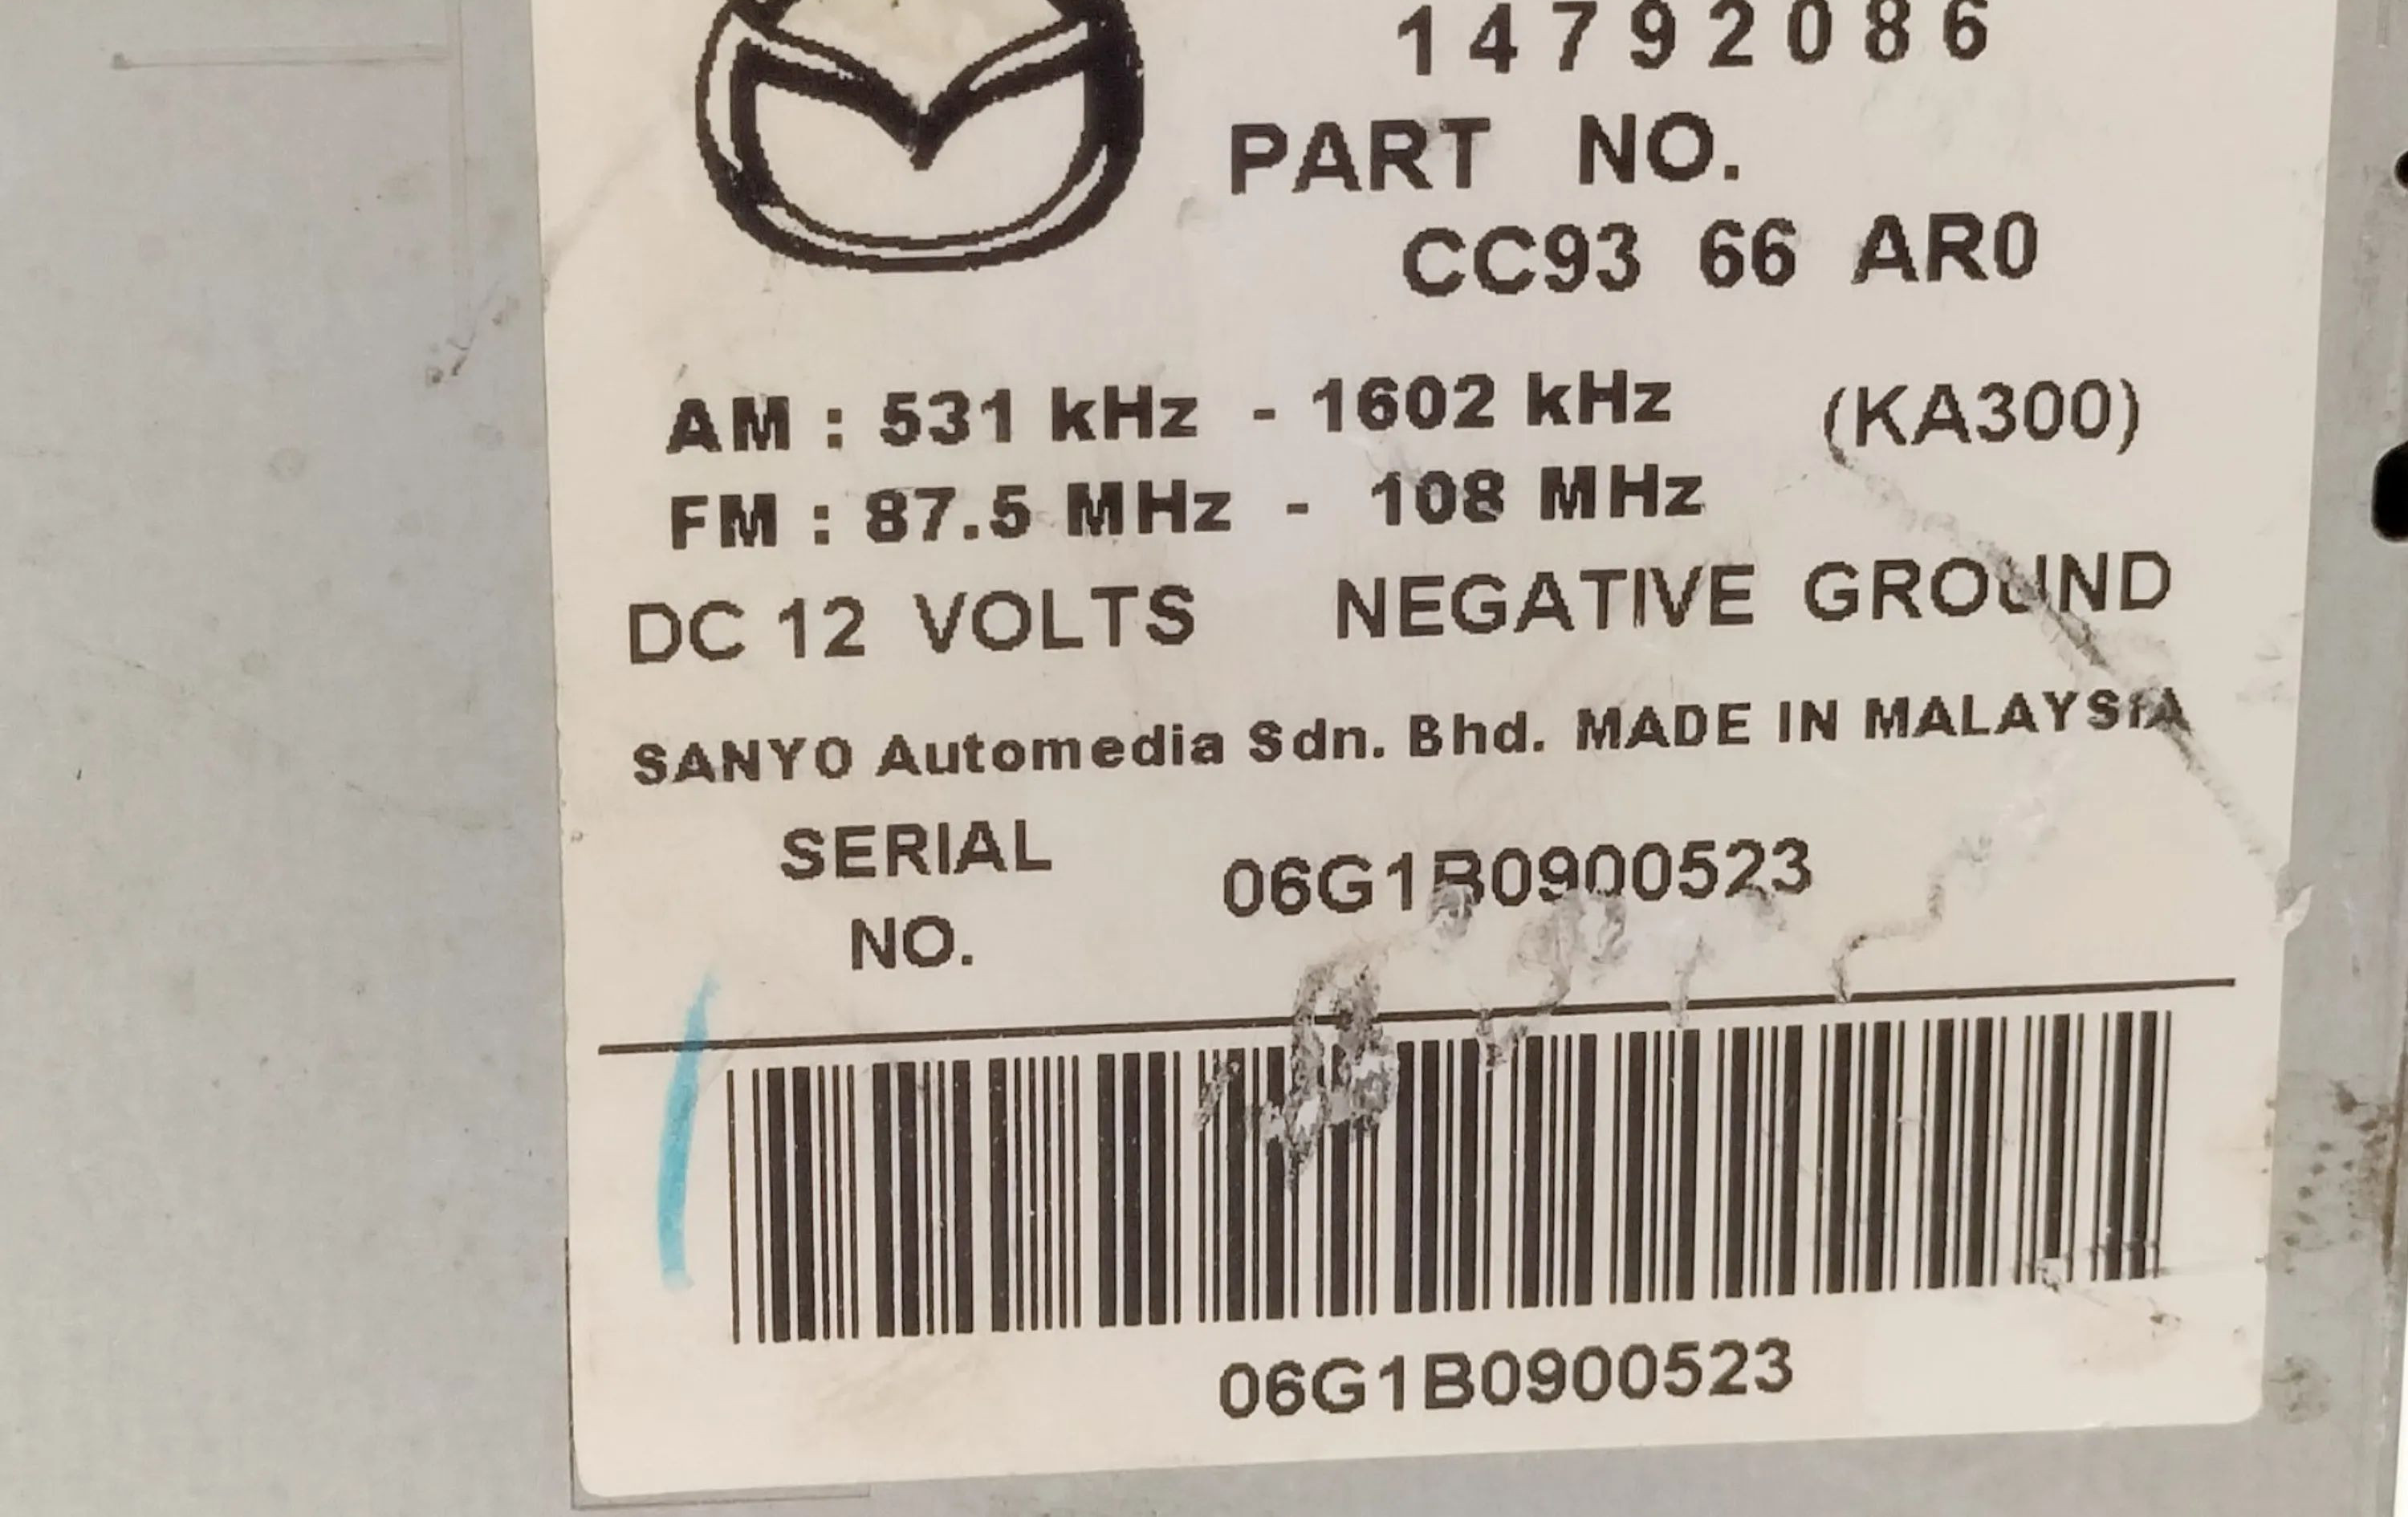 14792086
PART NO.
CC93 66 AR0
AM : 531 kHz - 1602 kHz (KA300)
FM : 87.5 MHz - 108 MHz
DC 12 VOLTS NEGATIVE GROUND
SANYO Automedia Sdn. Bhd. MADE IN MALAYSIA
SERIAL NO. 06G1B0900523
06G1B0900523